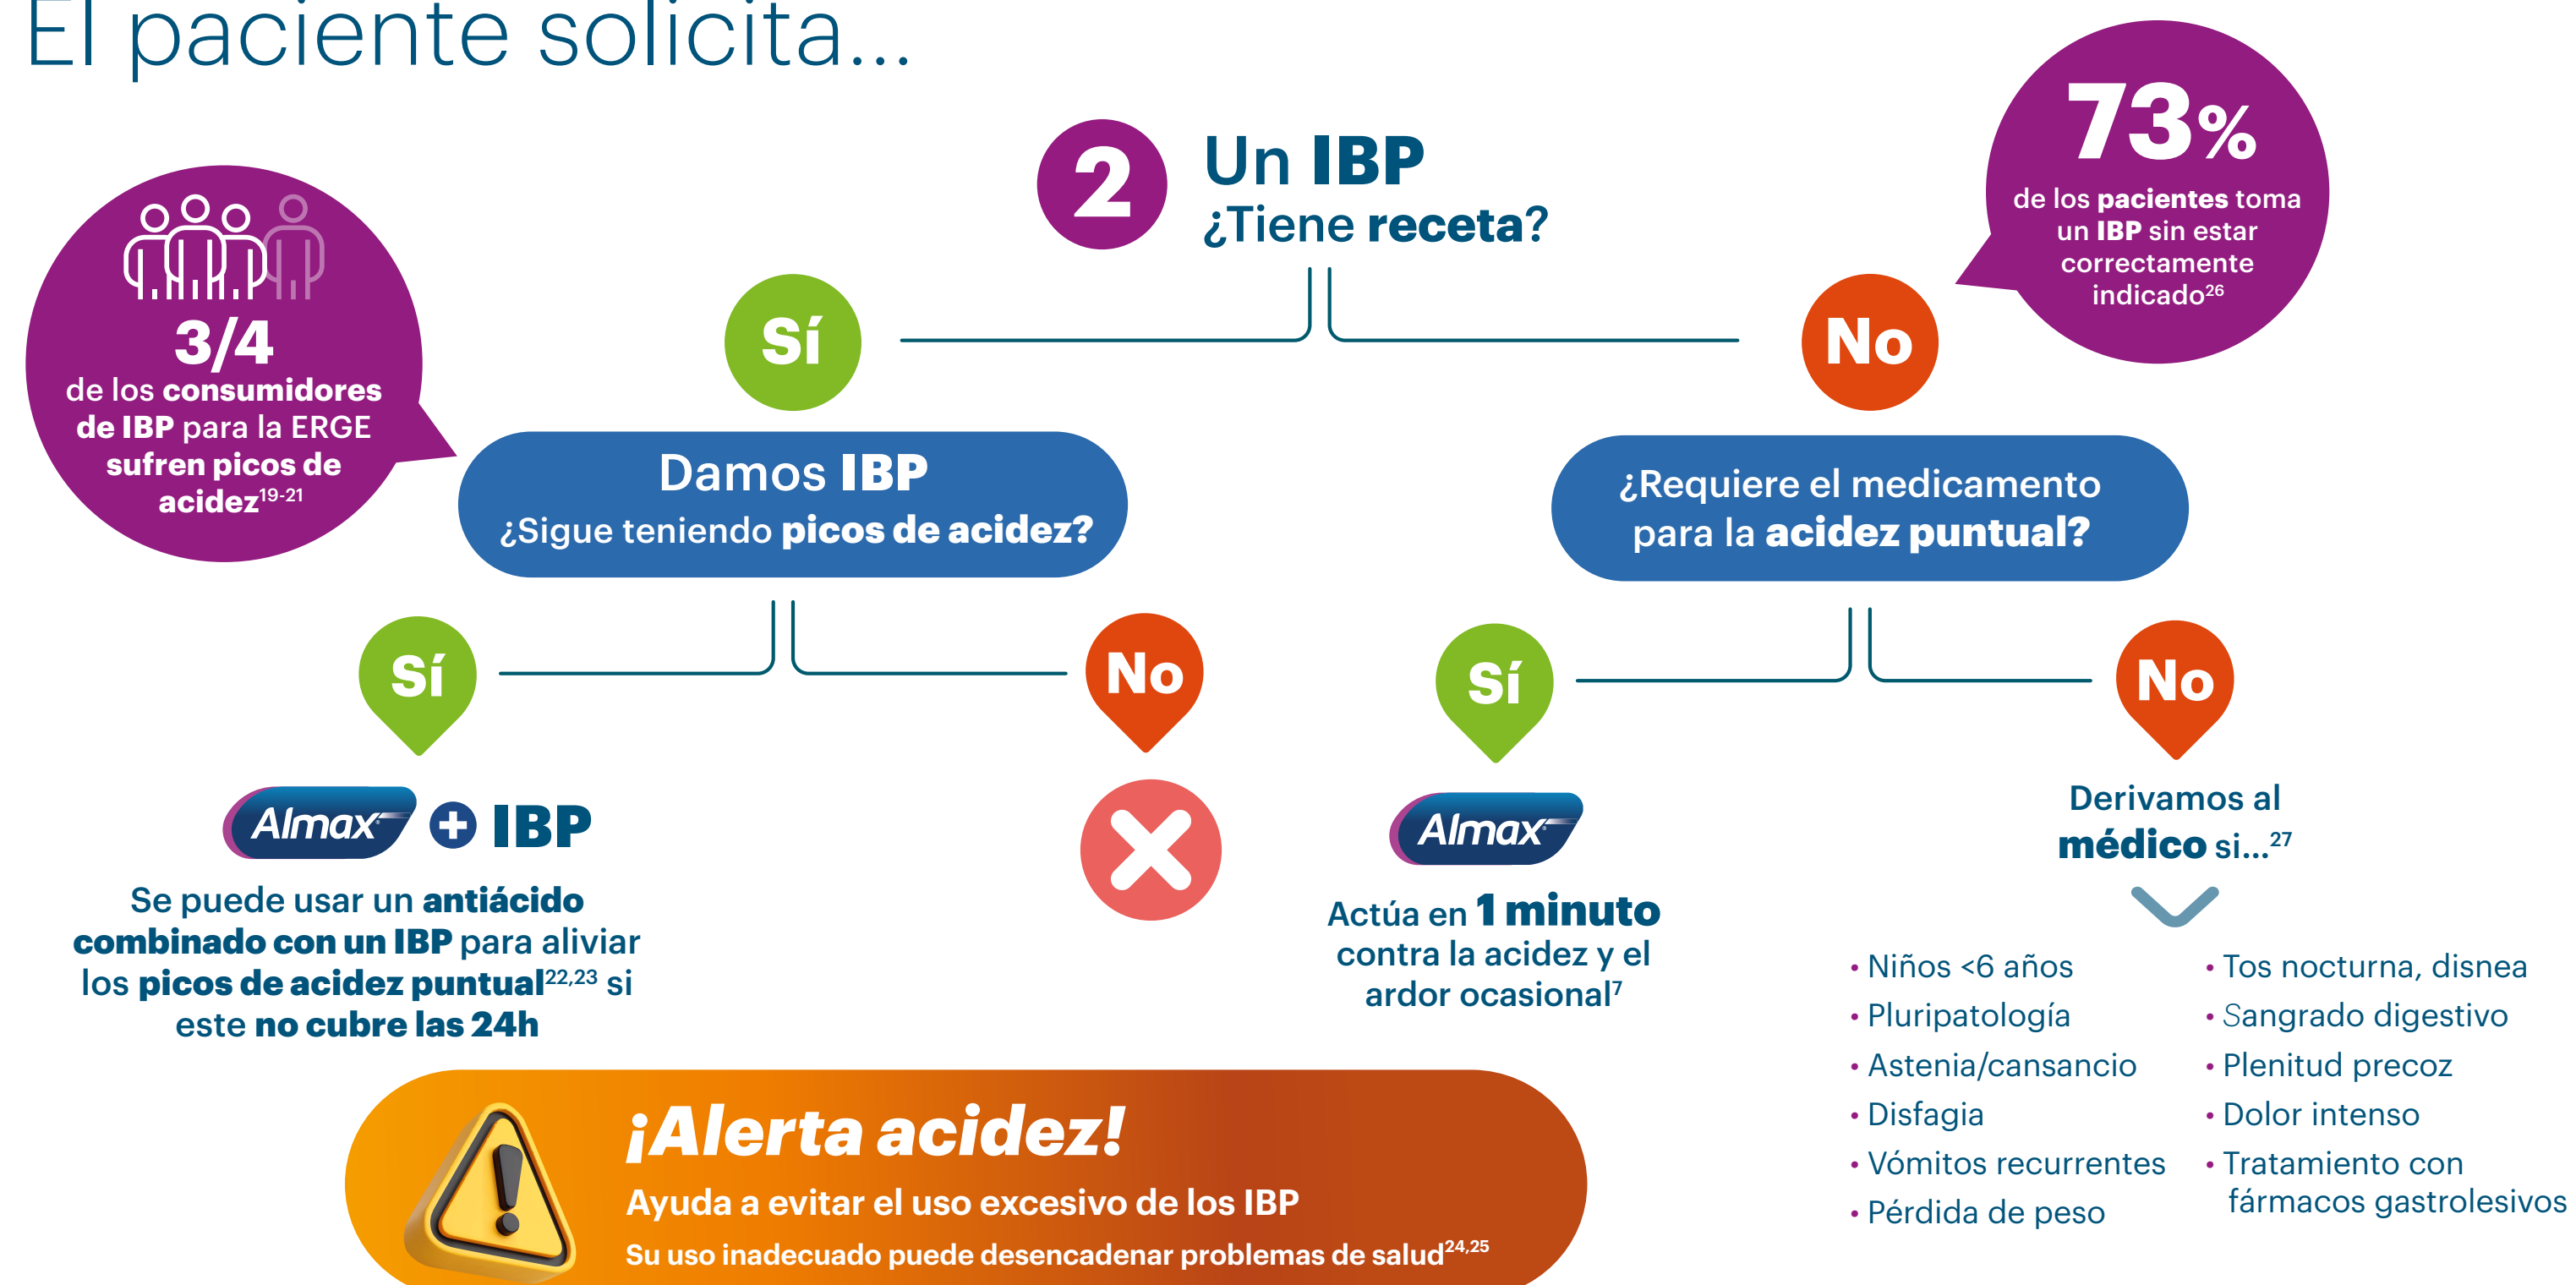 El paciente solicita...
2
Un IBP
¿Tiene receta?
73%
de los pacientes toma
un IBP sin estar
correctamente
indicado26
3/4
de los consumidores
de IBP para la ERGE
sufren picos de
acidez19-21
Sí
No
Damos IBP
¿Sigue teniendo picos de acidez?
¿Requiere el medicamento
para la acidez puntual?
Sí
No
Sí
No
Almax + IBP
Se puede usar un antiácido
combinado con un IBP para aliviar
los picos de acidez puntual22,23 si
este no cubre las 24h
Almax
Actúa en 1 minuto
contra la acidez y el
ardor ocasional7
Derivamos al
médico si...27
• Niños <6 años
• Pluripatología
• Astenia/cansancio
• Disfagia
• Vómitos recurrentes
• Pérdida de peso
• Tos nocturna, disnea
• Sangrado digestivo
• Plenitud precoz
• Dolor intenso
• Tratamiento con
fármacos gastrolesivos
¡Alerta acidez!
Ayuda a evitar el uso excesivo de los IBP
Su uso inadecuado puede desencadenar problemas de salud24,25